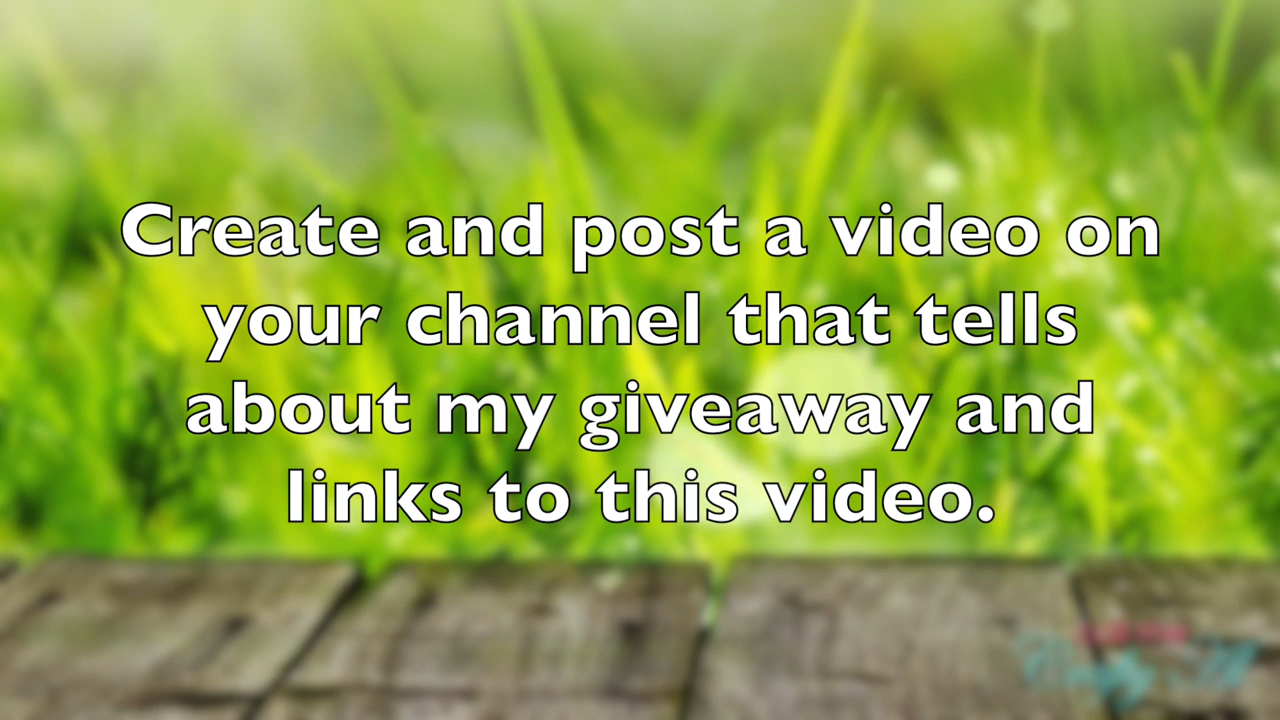 Create and post a video on
your channel that tells
about my giveaway and
links to this video.